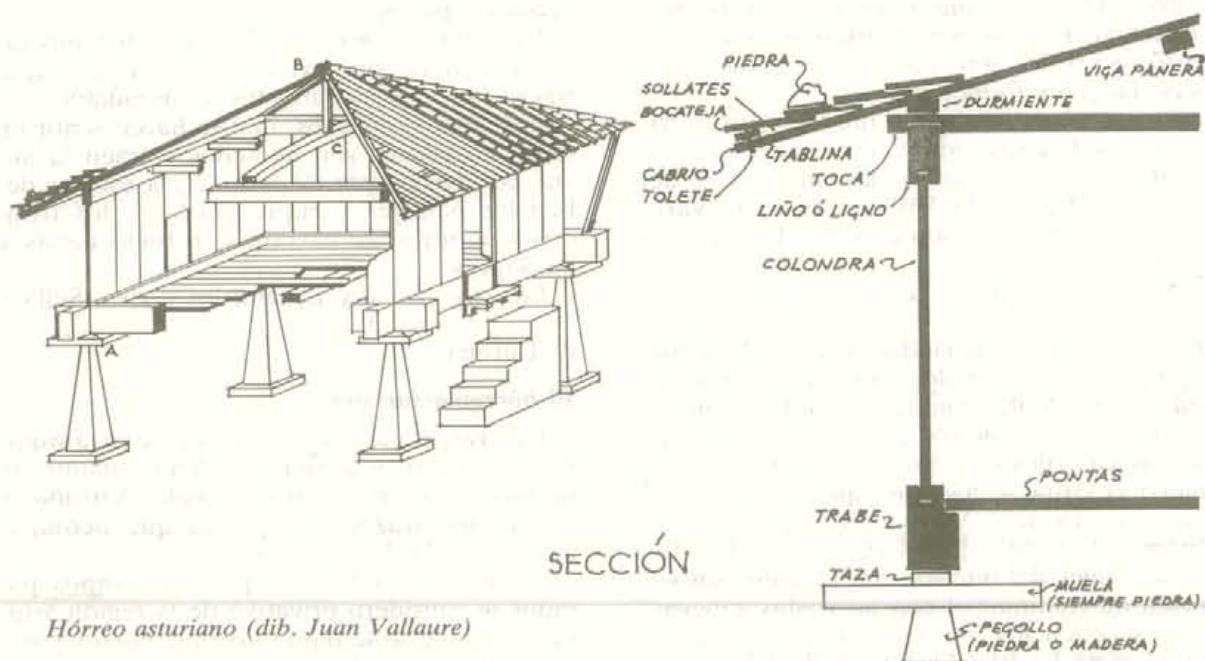 B
C
A
PIEDRA
SOLLATES
BOCATEJA
TABLINA
CABRIO
TOLETE
TOCA
VIGA PANERA
DURMIENTE
LIÑO Ó LIGNO
COLONDRA
PONTAS
TRABE
TAZA
MUELA
(SIEMPRE PIEDRA)
PEGOLLO
(PIEDRA O MADERA)
SECCIÓN
Hórreo asturiano (dib. Juan Vallaure)